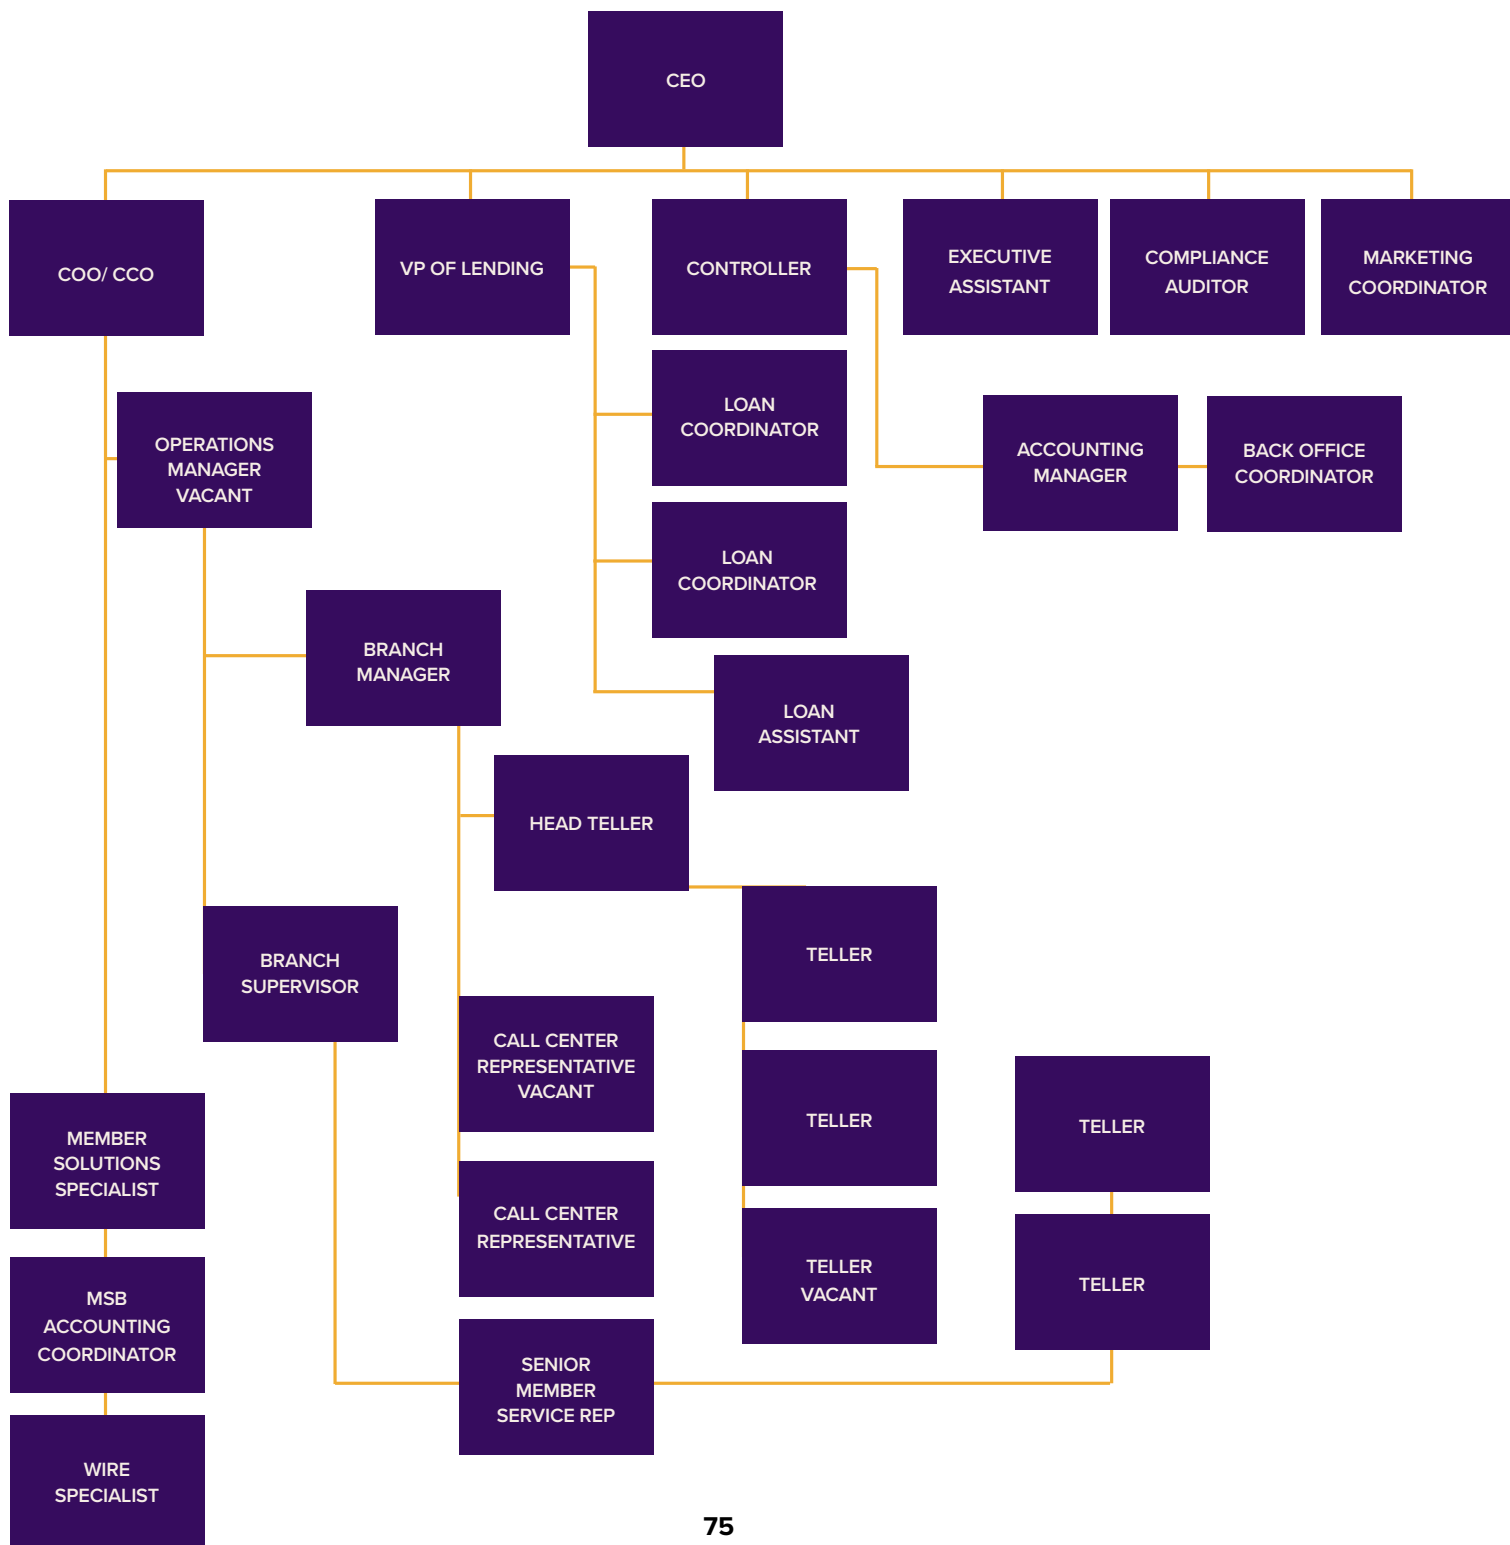 CEO
COO/ CCO
VP OF LENDING
CONTROLLER
EXECUTIVE
ASSISTANT
COMPLIANCE
AUDITOR
MARKETING
COORDINATOR
OPERATIONS
MANAGER
VACANT
LOAN
COORDINATOR
ACCOUNTING
MANAGER
BACK OFFICE
COORDINATOR
LOAN
COORDINATOR
BRANCH
MANAGER
LOAN
ASSISTANT
HEAD TELLER
BRANCH
SUPERVISOR
TELLER
CALL CENTER
REPRESENTATIVE
VACANT
TELLER
TELLER
MEMBER
SOLUTIONS
SPECIALIST
CALL CENTER
REPRESENTATIVE
TELLER
VACANT
TELLER
MSB
ACCOUNTING
COORDINATOR
SENIOR
MEMBER
SERVICE REP
WIRE
SPECIALIST
75